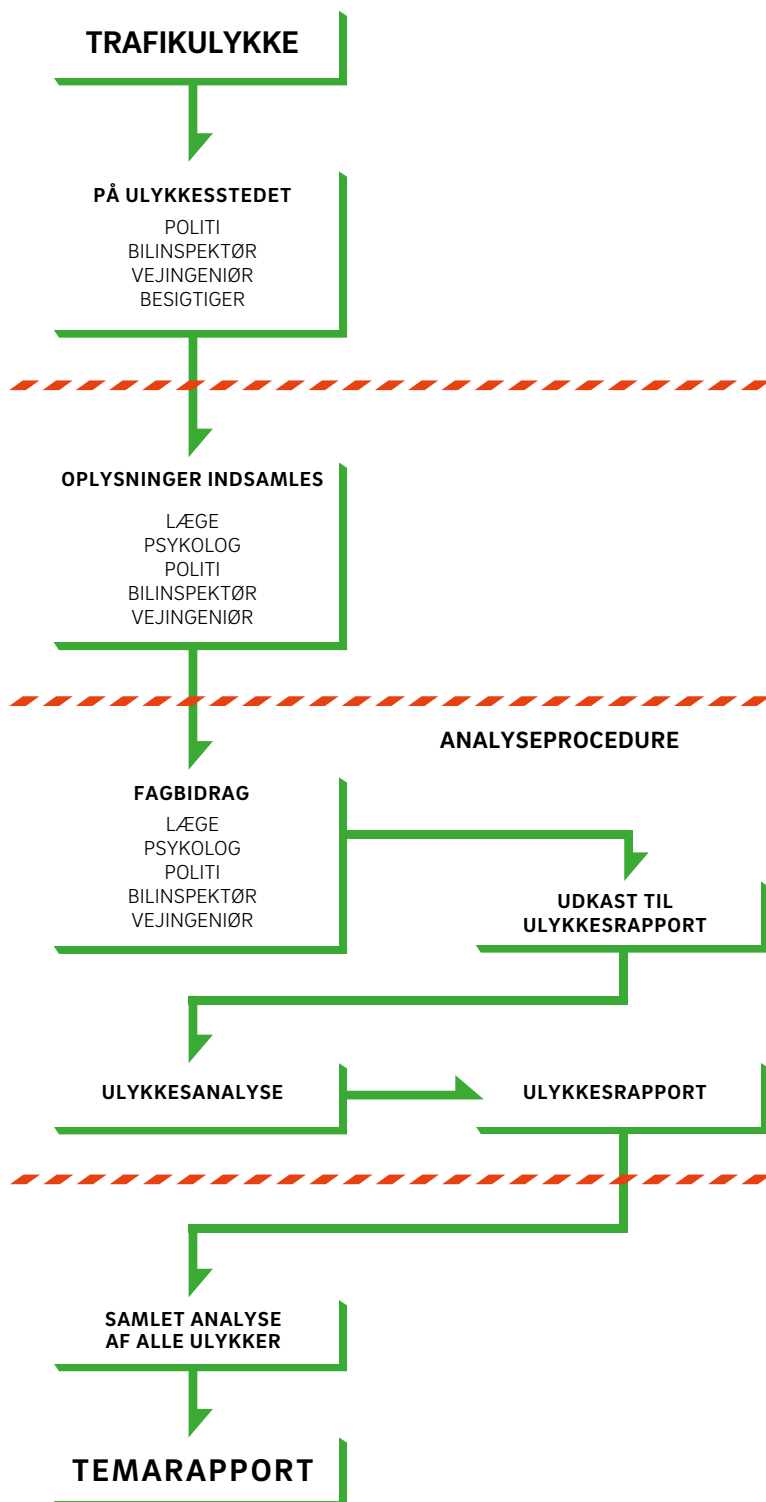 TRAFIKULYKKE
PÅ ULYKKESSTEDET
POLITI
BILINSPEKTØR
VEJINGENIØR
BESIGTIGER
OPLYSNINGER INDSAMLES
LÆGE
PSYKOLOG
POLITI
BILINSPEKTØR
VEJINGENIØR
ANALYSEPROCEDURE
FAGBIDRAG
LÆGE
PSYKOLOG
POLITI
BILINSPEKTØR
VEJINGENIØR
UDKAST TIL
ULYKKESRAPPORT
ULYKKESANALYSE
ULYKKESRAPPORT
SAMLET ANALYSE
AF ALLE ULYKKER
TEMARAPPORT